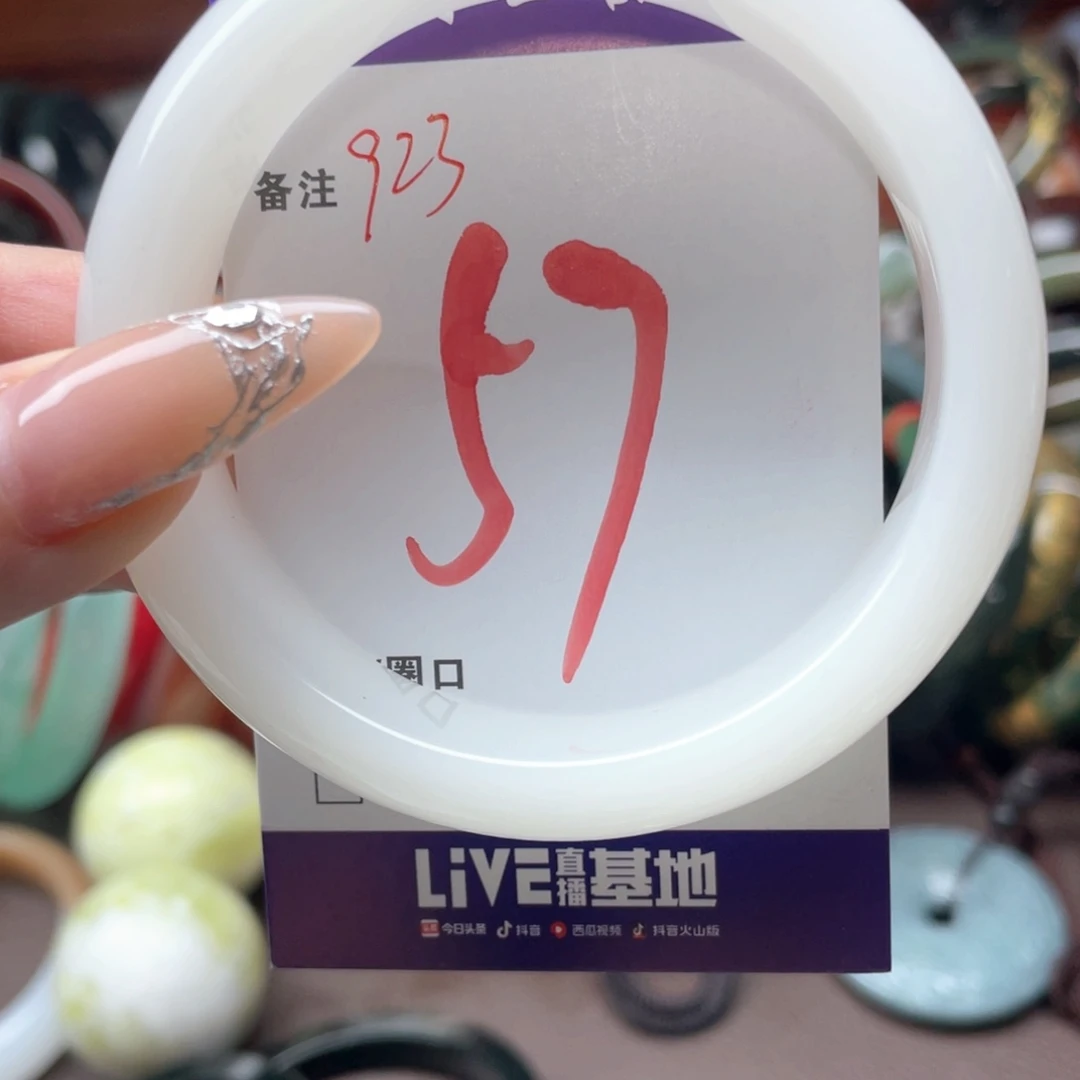 备注 923
57
圈口
LiVE直播基地
今日头条 抖音 西瓜视频 抖音火山版